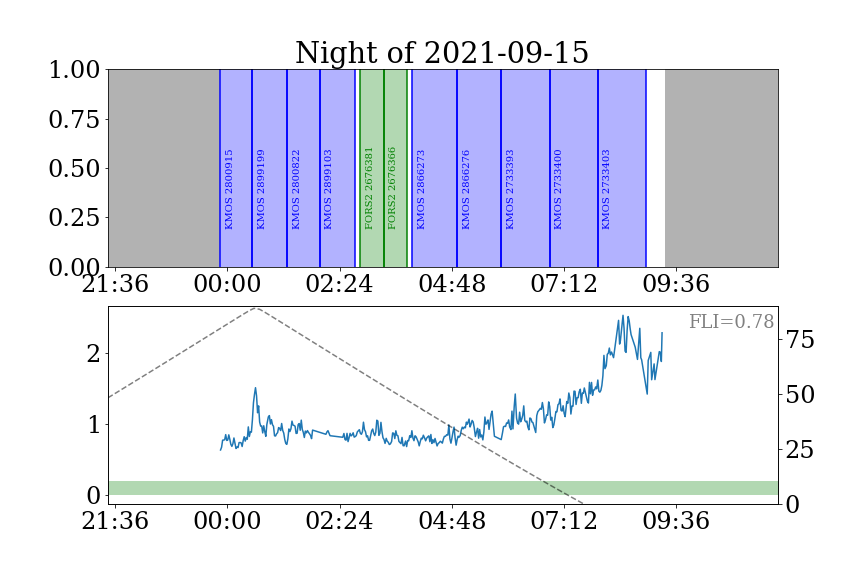 Night of 2021-09-15
1.00
0.75
0.50
0.25
0.00
KMOS 2800915
KMOS 2899199
KMOS 2800822
KMOS 2899103
FORS2 2676381
FORS2 2676366
KMOS 2866273
KMOS 2866276
KMOS 2733393
KMOS 2733400
KMOS 2733403
21:36 00:00 02:24 04:48 07:12 09:36
FLI=0.78
2
1
0
75
50
25
0
21:36 00:00 02:24 04:48 07:12 09:36